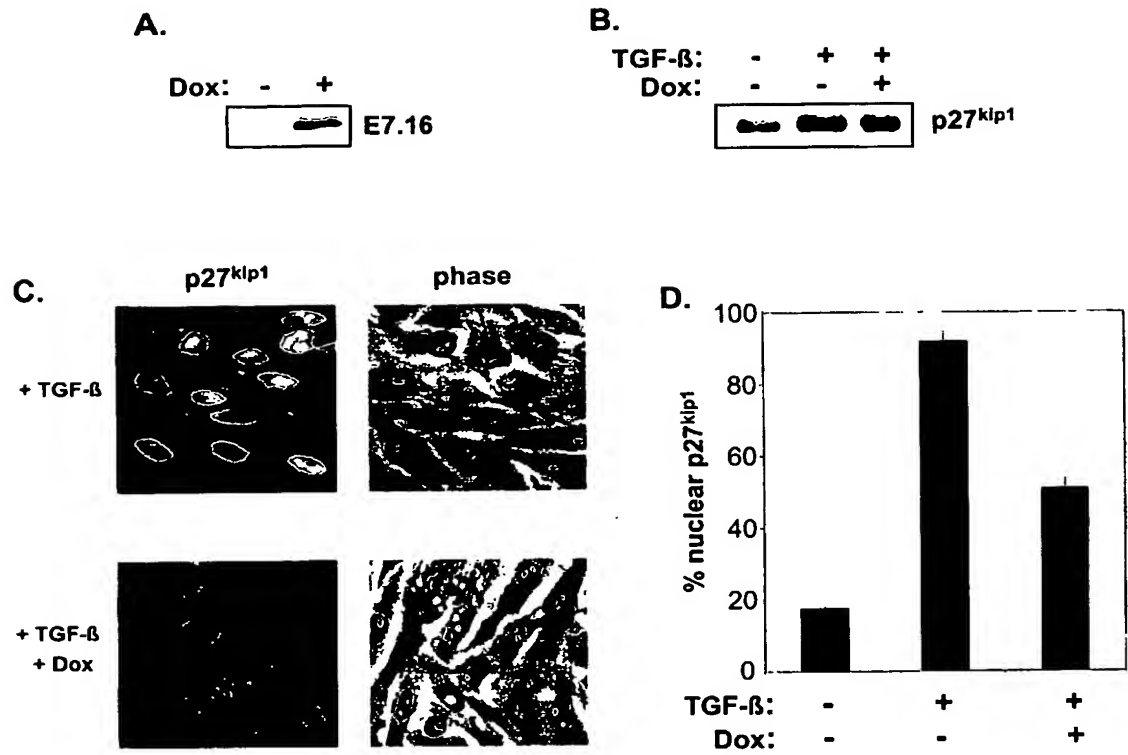 A.
Dox: - +
E7.16
B.
TGF-ß: - + +
Dox: - - +
p27kip1
C.
p27kip1 phase
+ TGF-ß
+ TGF-ß
+ Dox
D.
% nuclear p27kip1
100
80
60
40
20
0
TGF-ß: - + +
Dox: - - +